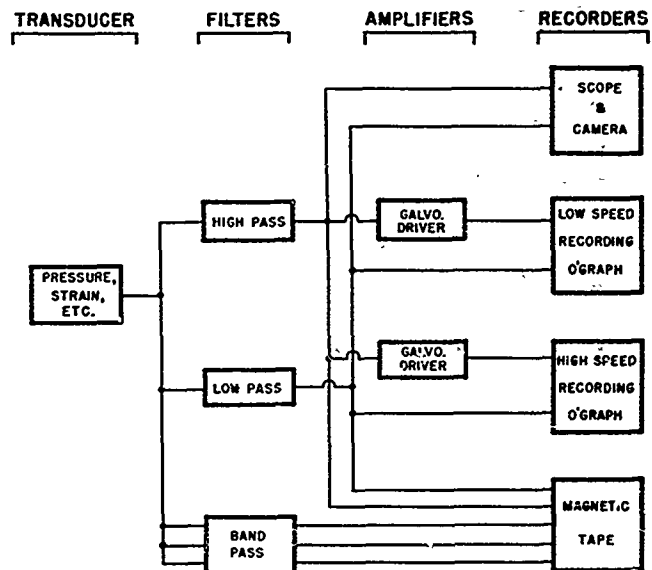 TRANSDUCER FILTERS AMPLIFIERS RECORDERS
SCOPE
&
CAMERA
HIGH PASS
GALVO.
DRIVER
LOW SPEED
RECORDING
O'GRAPH
PRESSURE,
STRAIN,
ETC.
LOW PASS
GALVO.
DRIVER
HIGH SPEED
RECORDING
O'GRAPH
BAND
PASS
MAGNETIC
TAPE